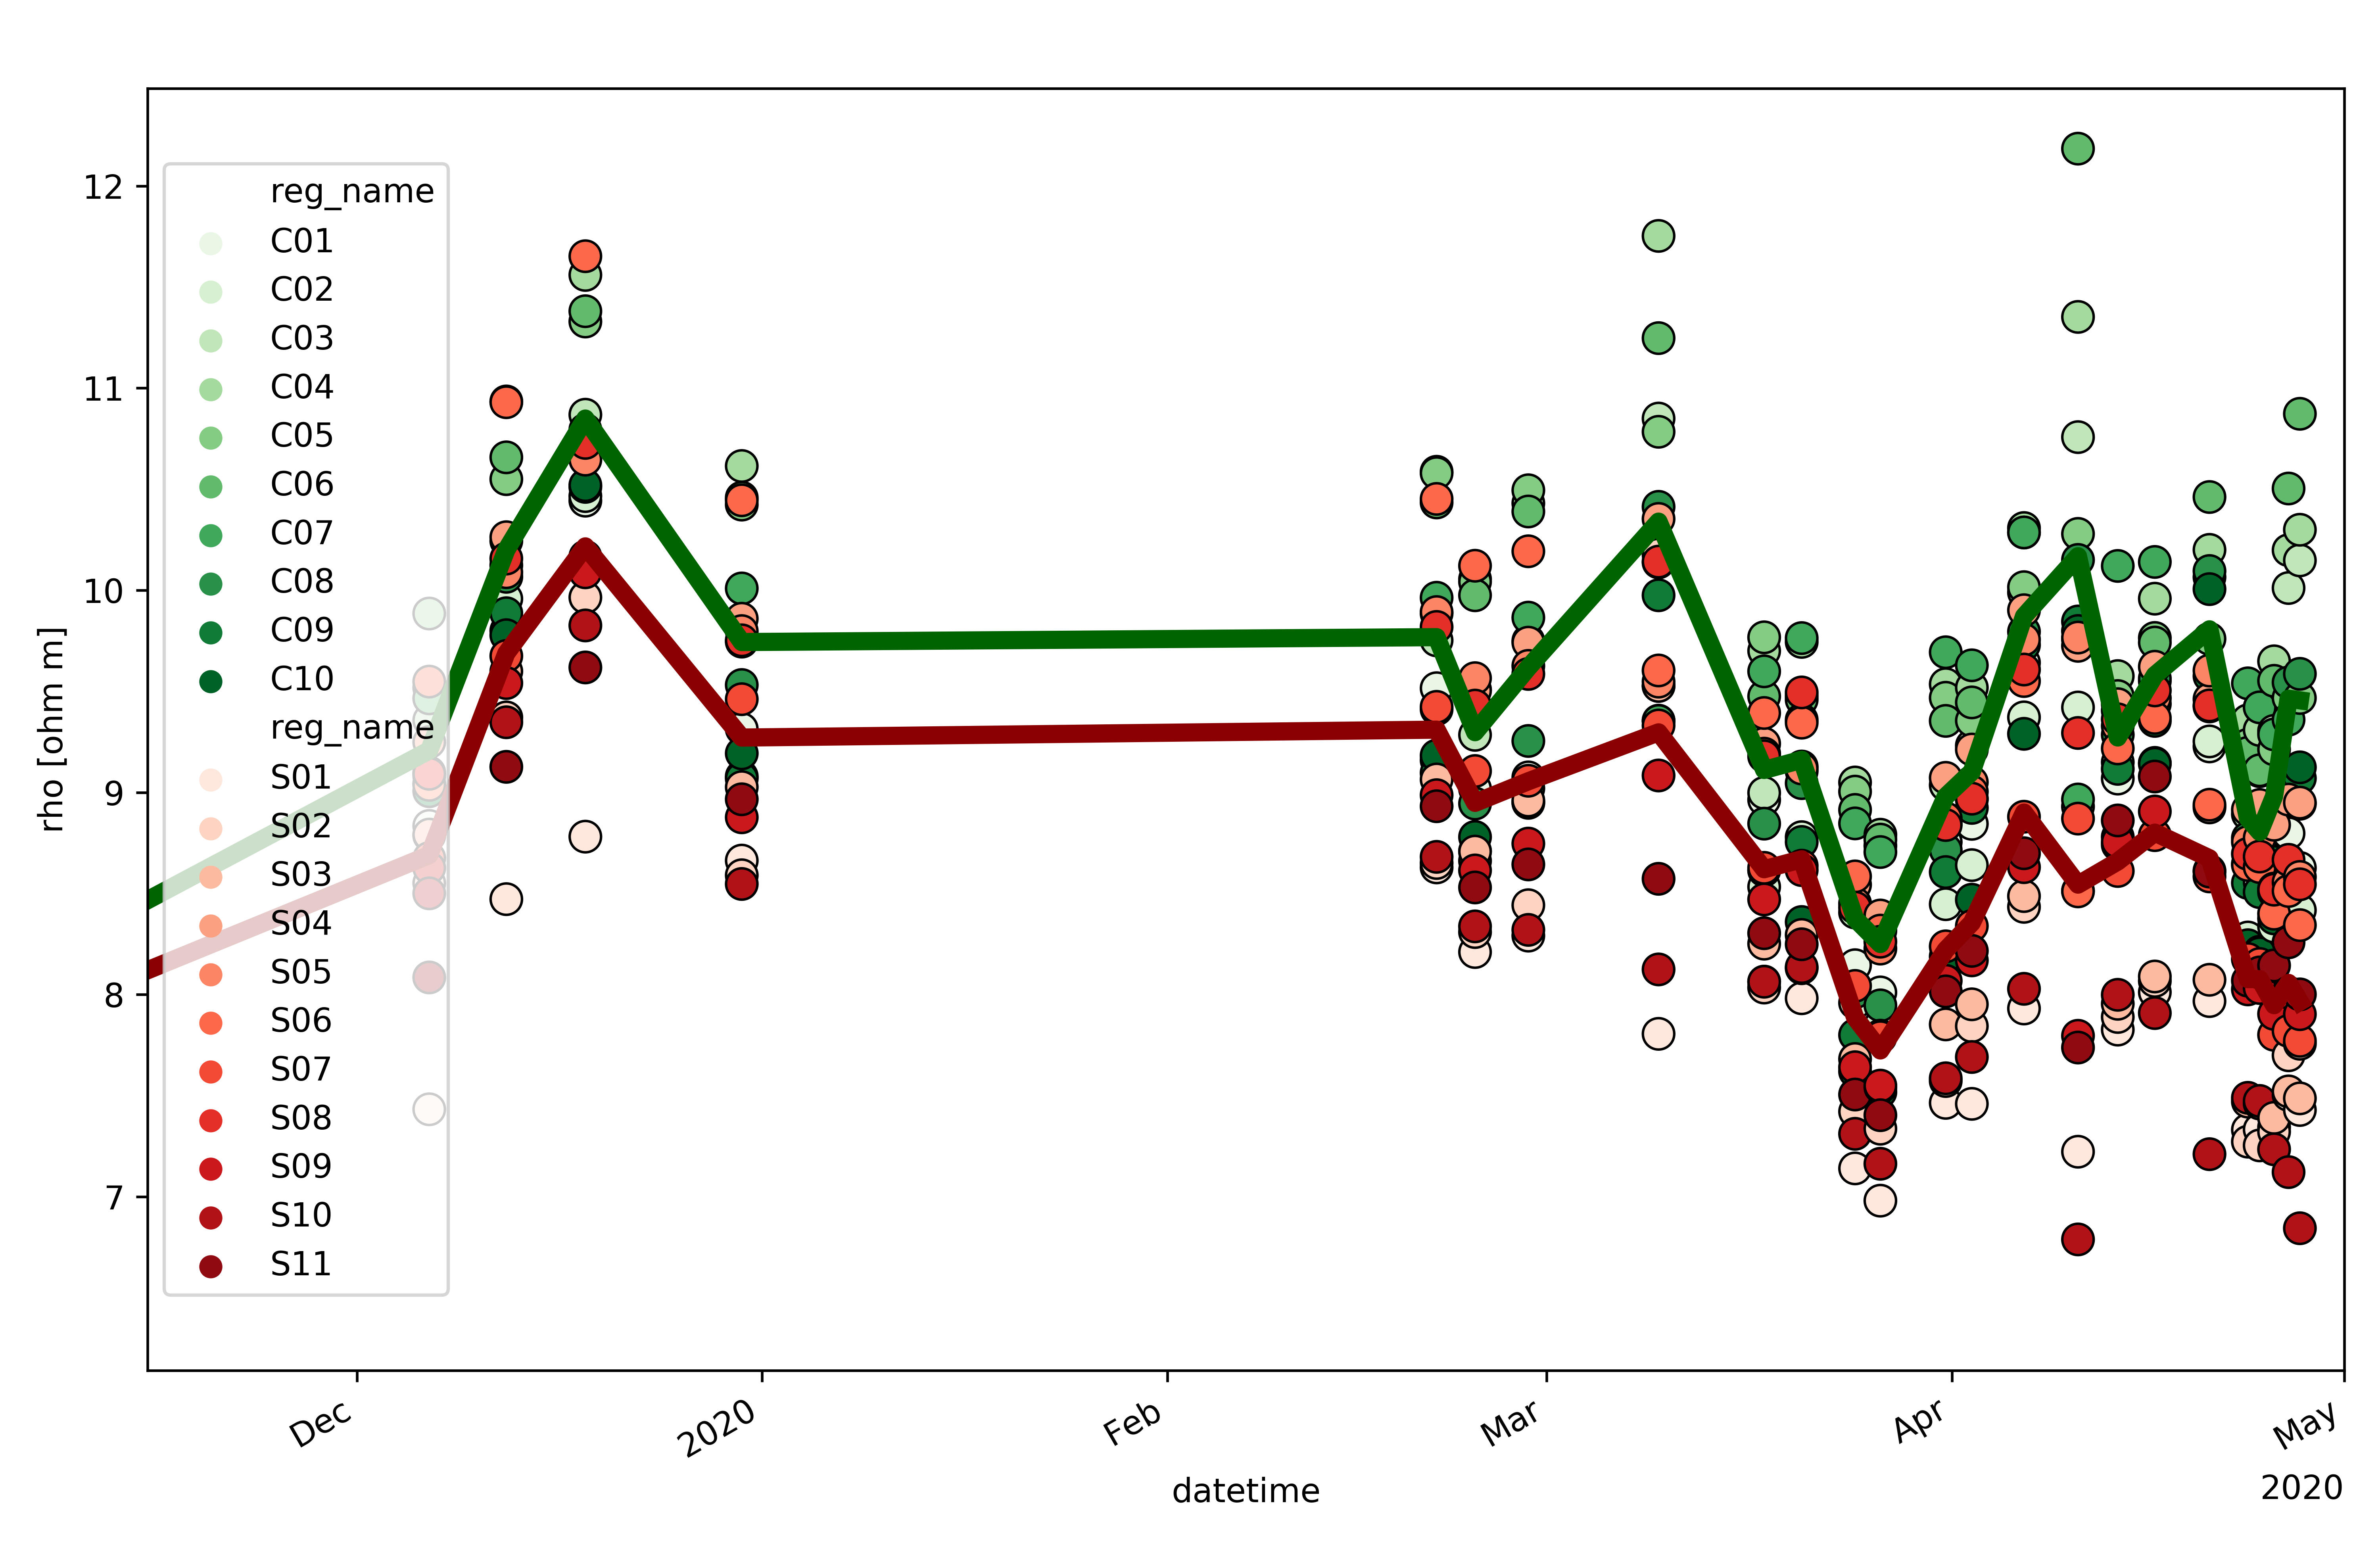 12
11
10
9
8
7
rho [ohm m]
reg_name
C01
C02
C03
C04
C05
C06
C07
C08
C09
C10
reg_name
S01
S02
S03
S04
S05
S06
S07
S08
S09
S10
S11
Dec
2020
Feb
Mar
Apr
May
datetime
2020